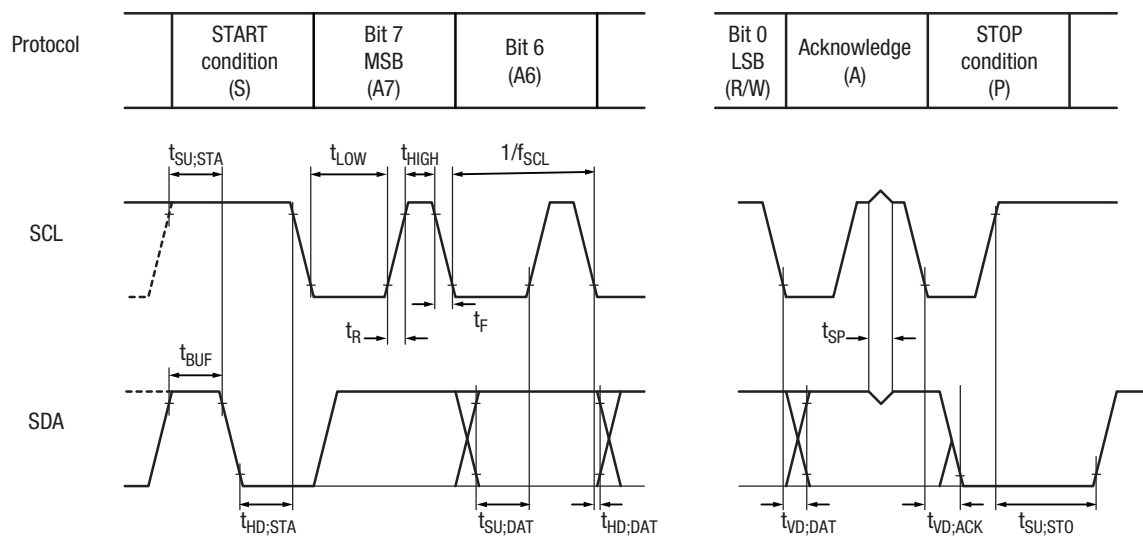 Protocol
START
condition
(S)
Bit 7
MSB
(A7)
Bit 6
(A6)
Bit 0
LSB
(R/W)
Acknowledge
(A)
STOP
condition
(P)
tSU;STA
tLOW
tHIGH
1/fSCL
SCL
tR
tF
tSP
tBUF
SDA
tHD;STA
tSU;DAT
tHD;DAT
tVD;DAT
tVD;ACK
tSU;STO